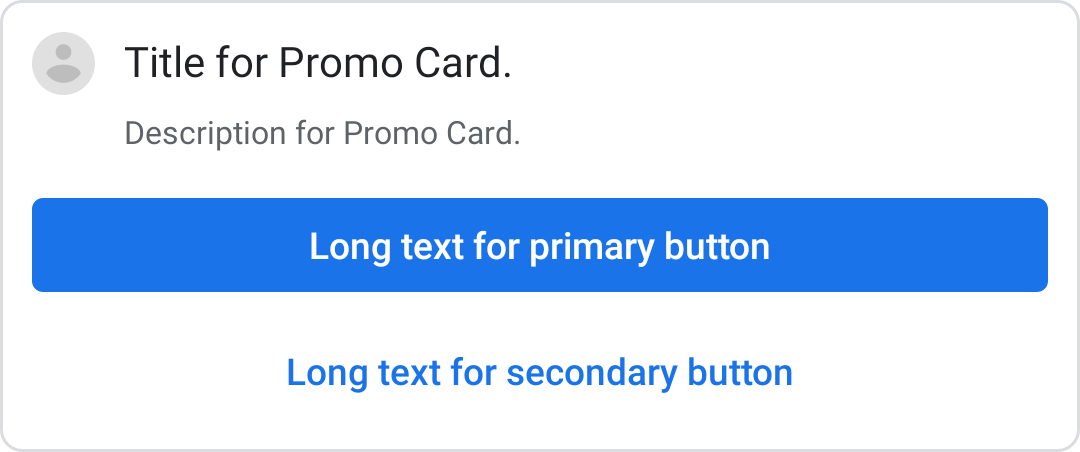 Title for Promo Card.
Description for Promo Card.
Long text for primary button
Long text for secondary button